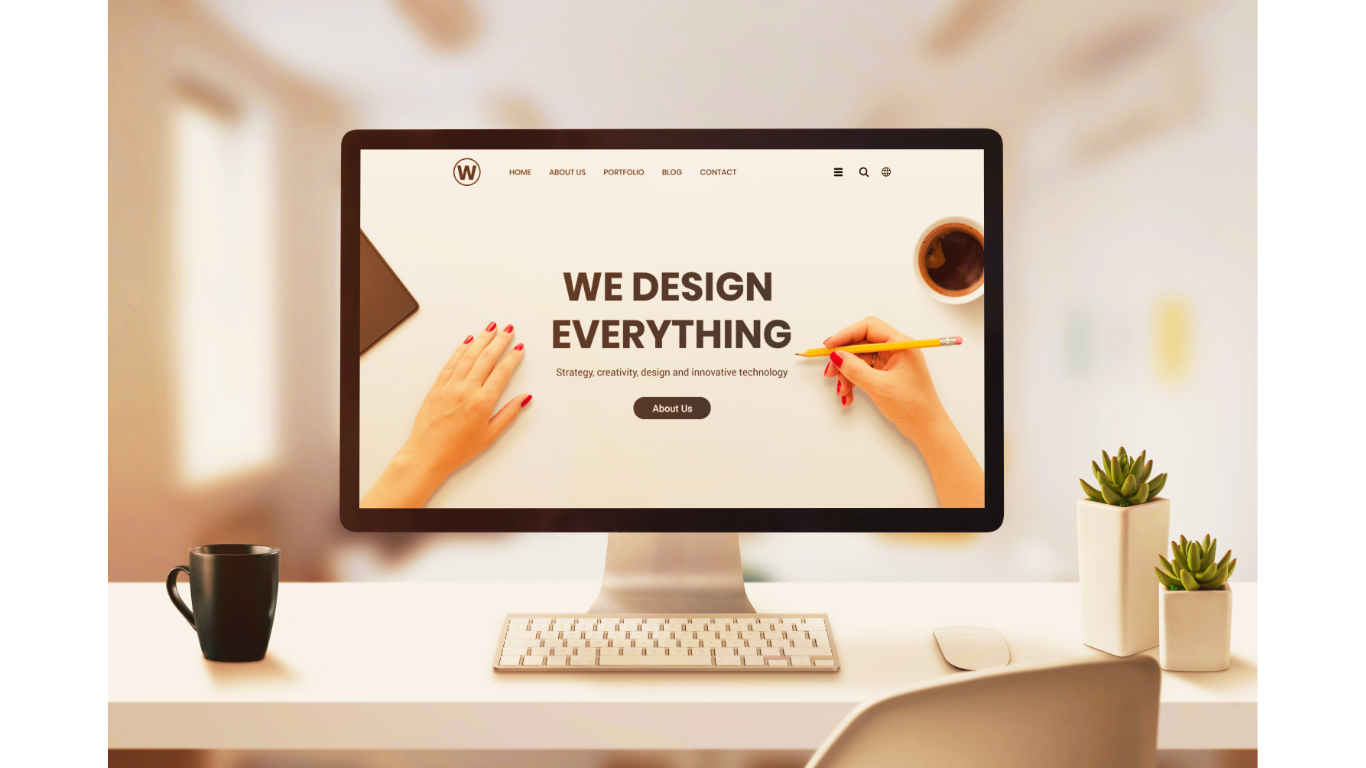 W
HOME ABOUT US PORTFOLIO BLOG CONTACT
WE DESIGN
EVERYTHING
Strategy, creativity, design and innovative technology
About Us